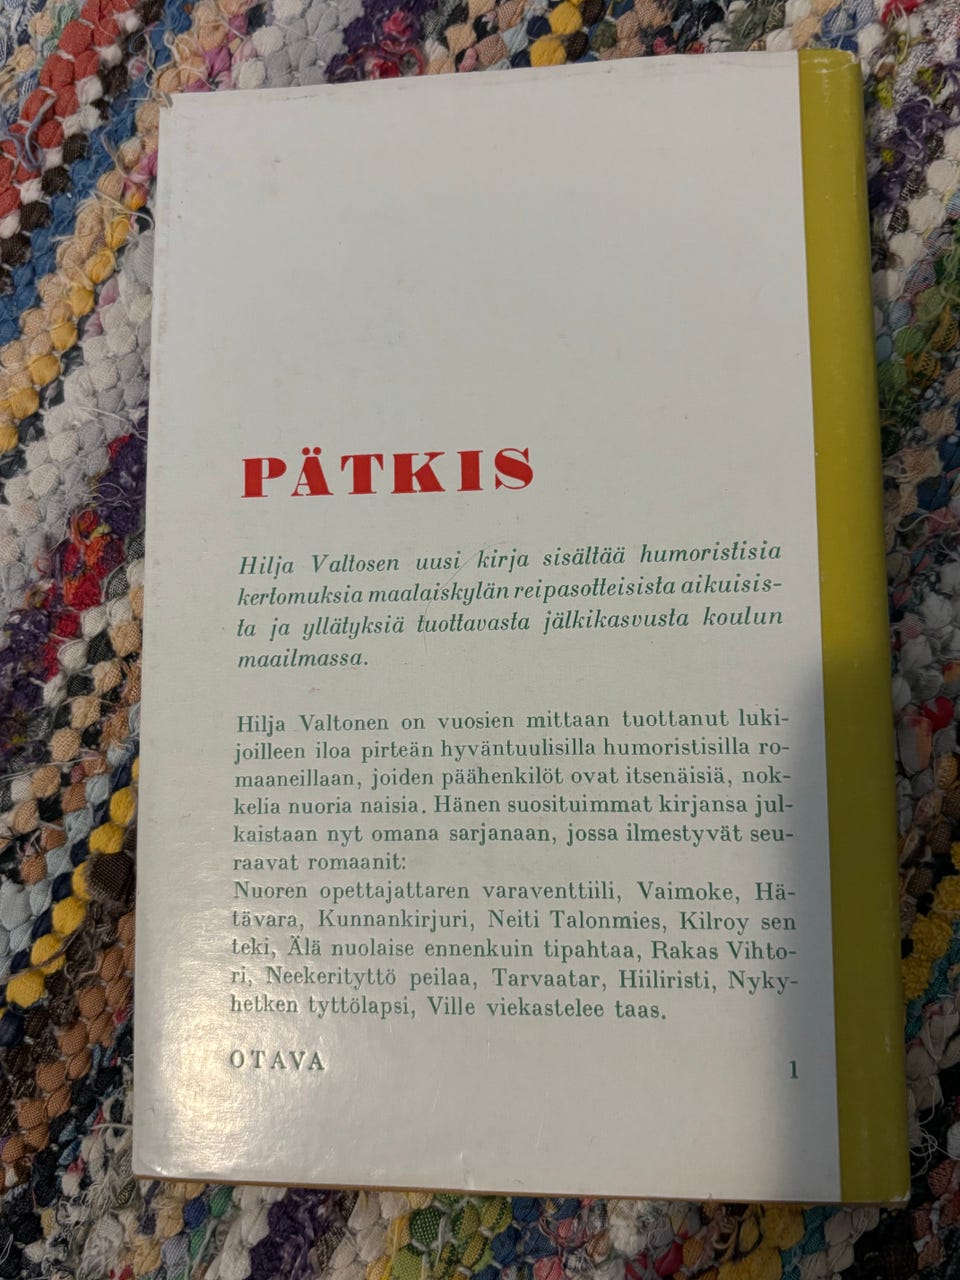 PÄTKIS
Hilja Valtosen uusi kirja sisältää humoristisia
kertomuksia maalaiskylän reipasotteisista aikuisis-
ta ja yllätyksiä tuottavasta jälkikasvusta koulun
maailmassa.
Hilja Valtonen on vuosien mittaan tuottanut luki-
joilleen iloa pirteän hyväntuulisilla humoristisilla ro-
maaneillaan, joiden päähenkilöt ovat itsenäisiä, nok-
kelia nuoria naisia. Hänen suosituimmat kirjansa jul-
kaistaan nyt omana sarjanaan, jossa ilmestyvät seu-
raavat romaanit:
Nuoren opettajattaren varaventtiili, Vaimoke, Hä-
tävara, Kunnankirjuri, Neiti Talonmies, Kilroy sen
teki, Älä nuolaise ennenkuin tipahtaa, Rakas Vihto-
ri, Neekerityttö peilaa, Tarvaatar, Hiiliristi, Nyky-
hetken tyttölapsi, Ville viekastelee taas.
OTAVA 1